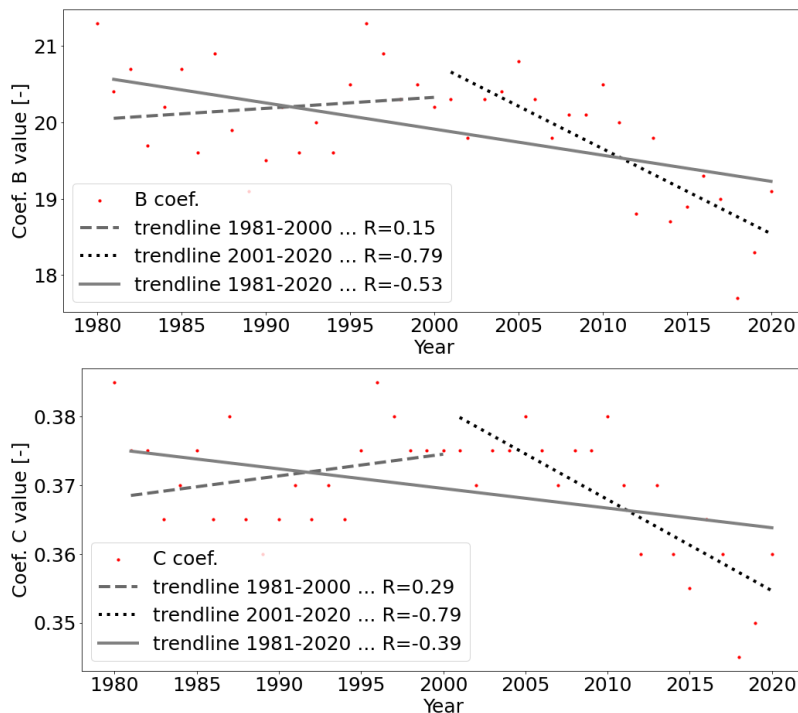 21
20
19
18
Coef. B value [-]
B coef.
trendline 1981-2000 ... R=0.15
trendline 2001-2020 ... R=-0.79
trendline 1981-2020 ... R=-0.53
1980 1985 1990 1995 2000 2005 2010 2015 2020
Year
0.38
0.37
0.36
0.35
Coef. C value [-]
C coef.
trendline 1981-2000 ... R=0.29
trendline 2001-2020 ... R=-0.79
trendline 1981-2020 ... R=-0.39
1980 1985 1990 1995 2000 2005 2010 2015 2020
Year